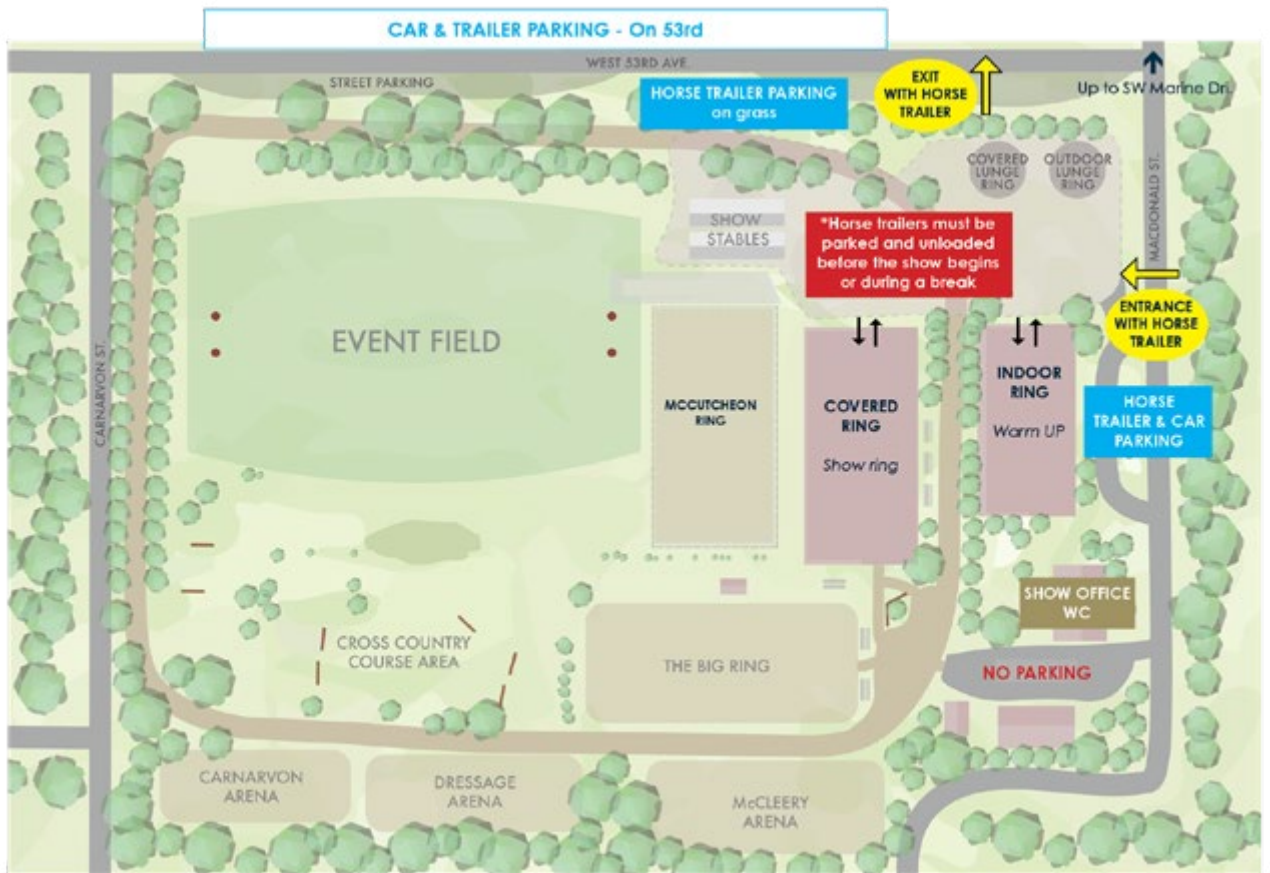 CAR & TRAILER PARKING - On 53rd
WEST 53RD AVE.
STREET PARKING
HORSE TRAILER PARKING
on grass
EXIT
WITH HORSE
TRAILER
Up to SW Marine Dri.
COVERED
LUNGE
RING
OUTDOOR
LUNGE
RING
MACDONALD ST.
SHOW
STABLES
*Horse trailers must be
parked and unloaded
before the show begins
or during a break
ENTRANCE
WITH HORSE
TRAILER
EVENT FIELD
CARNARVON ST.
MCCUTCHEON
RING
COVERED
RING
Show ring
INDOOR
RING
Warm UP
HORSE
TRAILER & CAR
PARKING
SHOW OFFICE
WC
CROSS COUNTRY
COURSE AREA
THE BIG RING
NO PARKING
CARNARVON
ARENA
DRESSAGE
ARENA
McCLEERY
ARENA